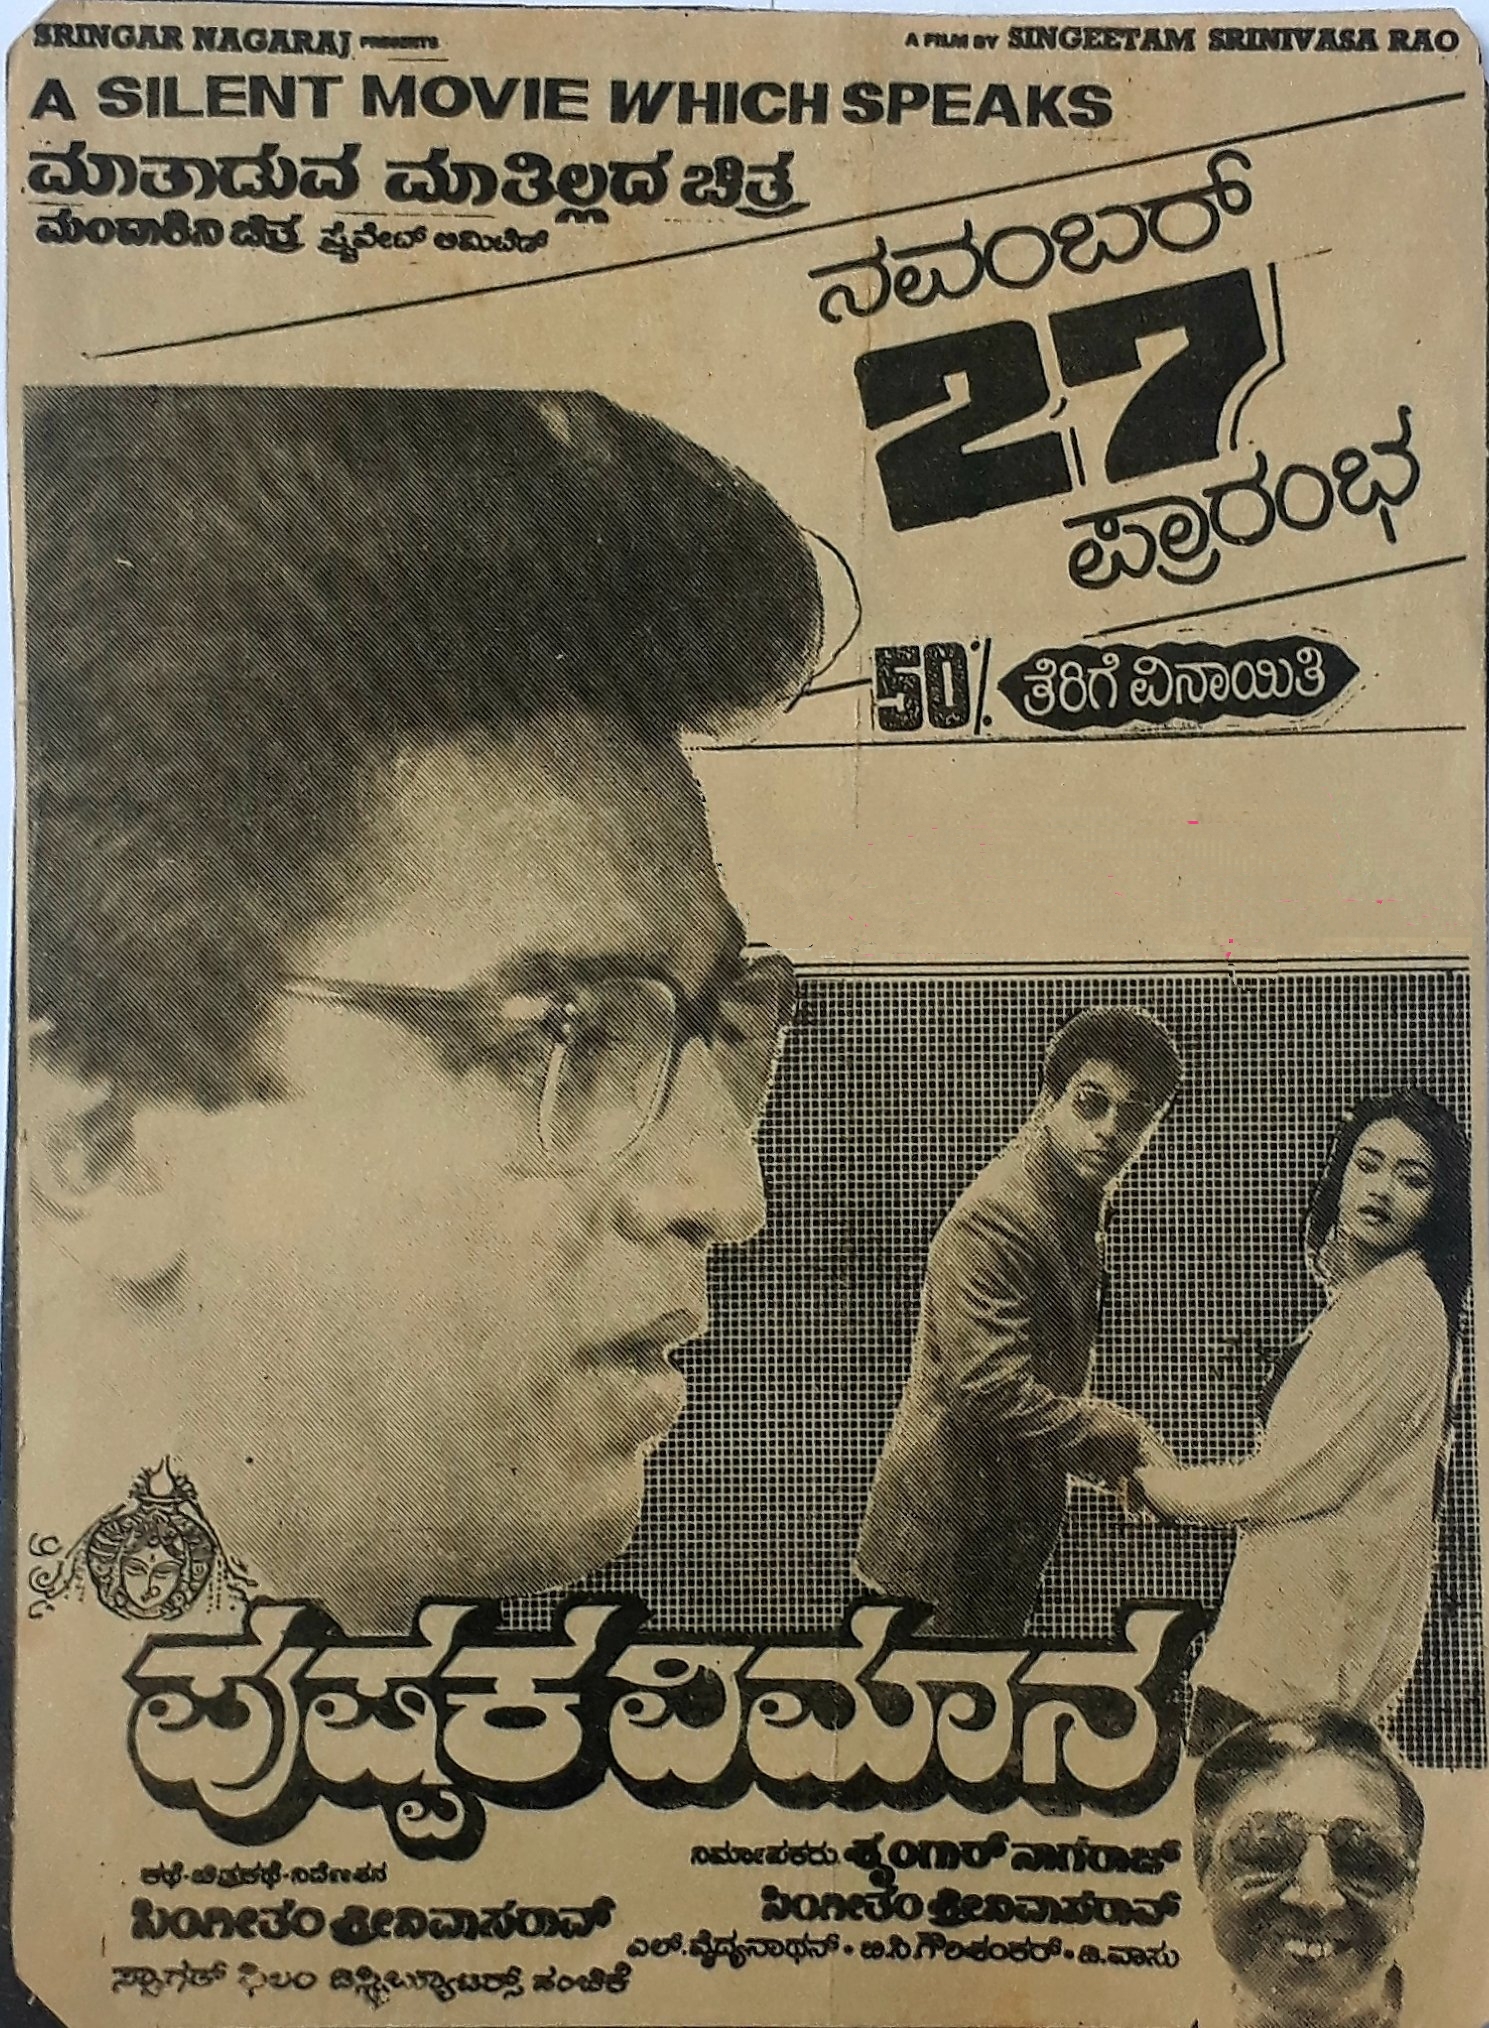 SRINGAR NAGARAJ PRESENTS
A FILM BY SINGEETAM SRINIVASA RAO
A SILENT MOVIE WHICH SPEAKS
ಮಾತಾಡುವ ಮಾತಿಲ್ಲದ ಚಿತ್ರ
ಮಂದಾಕಿನಿ ಚಿತ್ರ ಪ್ರೈವೇಟ್ ಲಿಮಿಟೆಡ್
ನವಂಬರ್
27
ಪ್ರಾರಂಭ
50% ತೆರಿಗೆ ವಿನಾಯಿತಿ
ಪುಷ್ಪಕ ವಿಮಾನ
ನಿರ್ಮಾಪಕರು ಶೃಂಗಾರ್ ನಾಗರಾಜ್
ಸಿಂಗೀತಂ ಶ್ರೀನಿವಾಸರಾವ್
ಎಲ್.ವೈದ್ಯನಾಥನ್ • ಬಿ.ಸಿ.ಗೌರಿಶಂಕರ್ • ಡಿ.ವಾಸು
ಕಥೆ-ಚಿತ್ರಕಥೆ-ನಿರ್ದೇಶನ
ಸಿಂಗೀತಂ ಶ್ರೀನಿವಾಸರಾವ್
ಸ್ವಾಗತ್ ಫಿಲಂ ಡಿಸ್ಟ್ರಿಬ್ಯೂಟರ್ಸ್ ಹಂಚಿಕೆ